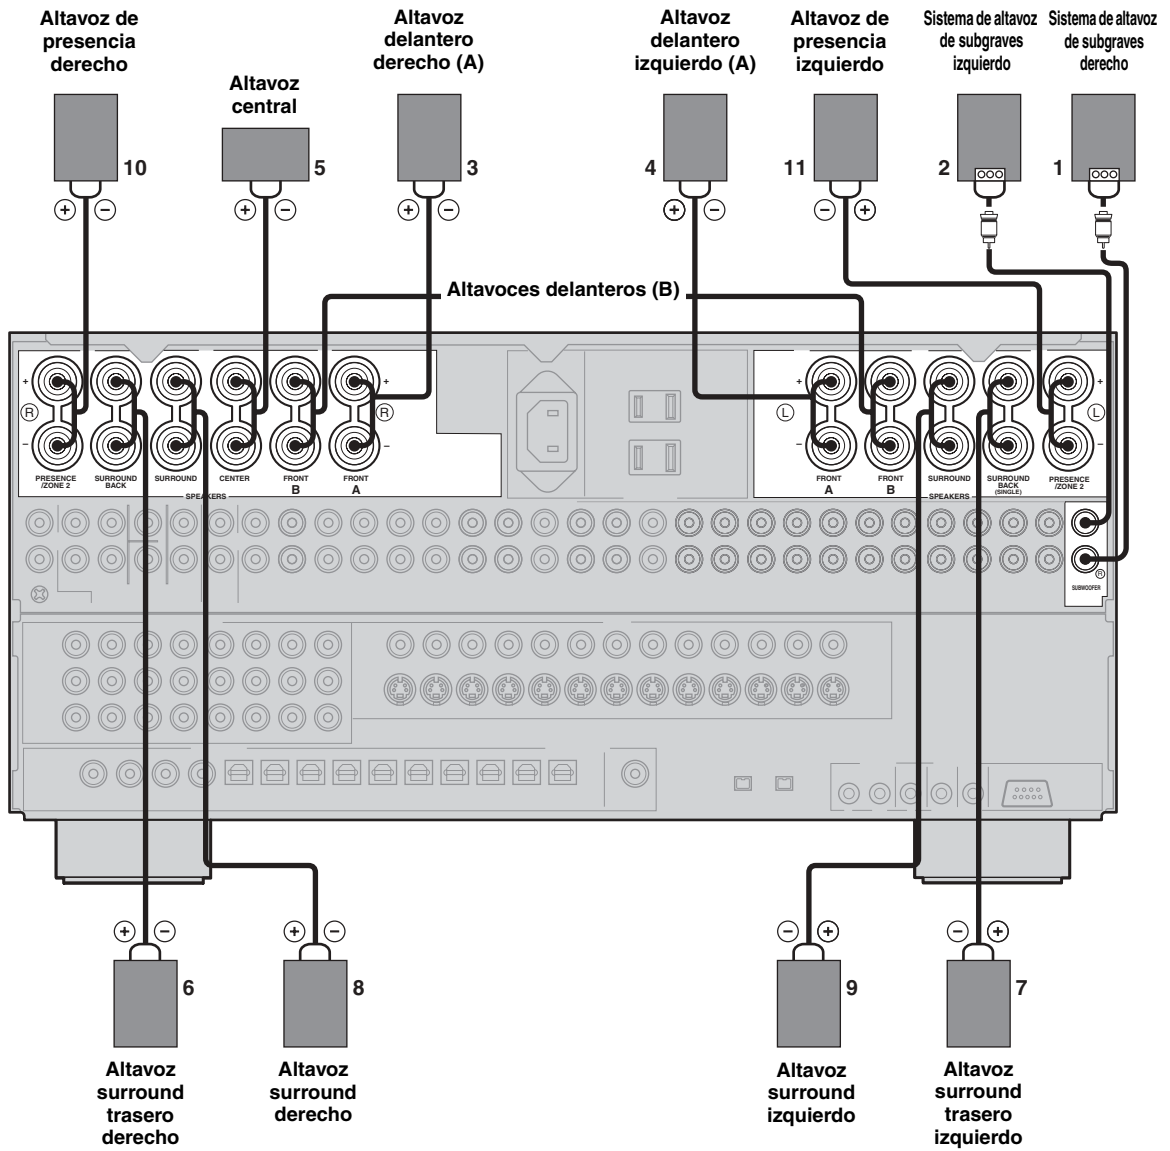 Altavoz de
presencia
derecho
Altavoz
central
Altavoz
delantero
derecho (A)
Altavoz
delantero
izquierdo (A)
Altavoz de
presencia
izquierdo
Sistema de altavoz
de subgraves
izquierdo
Sistema de altavoz
de subgraves
derecho
10
5
3
4
11
2
1
+ −
+ −
+ −
+ −
− +
Altavoces delanteros (B)
+
R
−
+
R
−
PRESENCE
/ZONE 2
SURROUND
BACK
SURROUND
CENTER
FRONT
B
FRONT
A
SPEAKERS
+
L
−
+
L
−
FRONT
A
FRONT
B
SURROUND
SURROUND
BACK
(SINGLE)
PRESENCE
/ZONE 2
SPEAKERS
R
SUBWOOFER
+ −
+ −
− +
− +
6
8
9
7
Altavoz
surround
trasero
derecho
Altavoz
surround
derecho
Altavoz
surround
izquierdo
Altavoz
surround
trasero
izquierdo